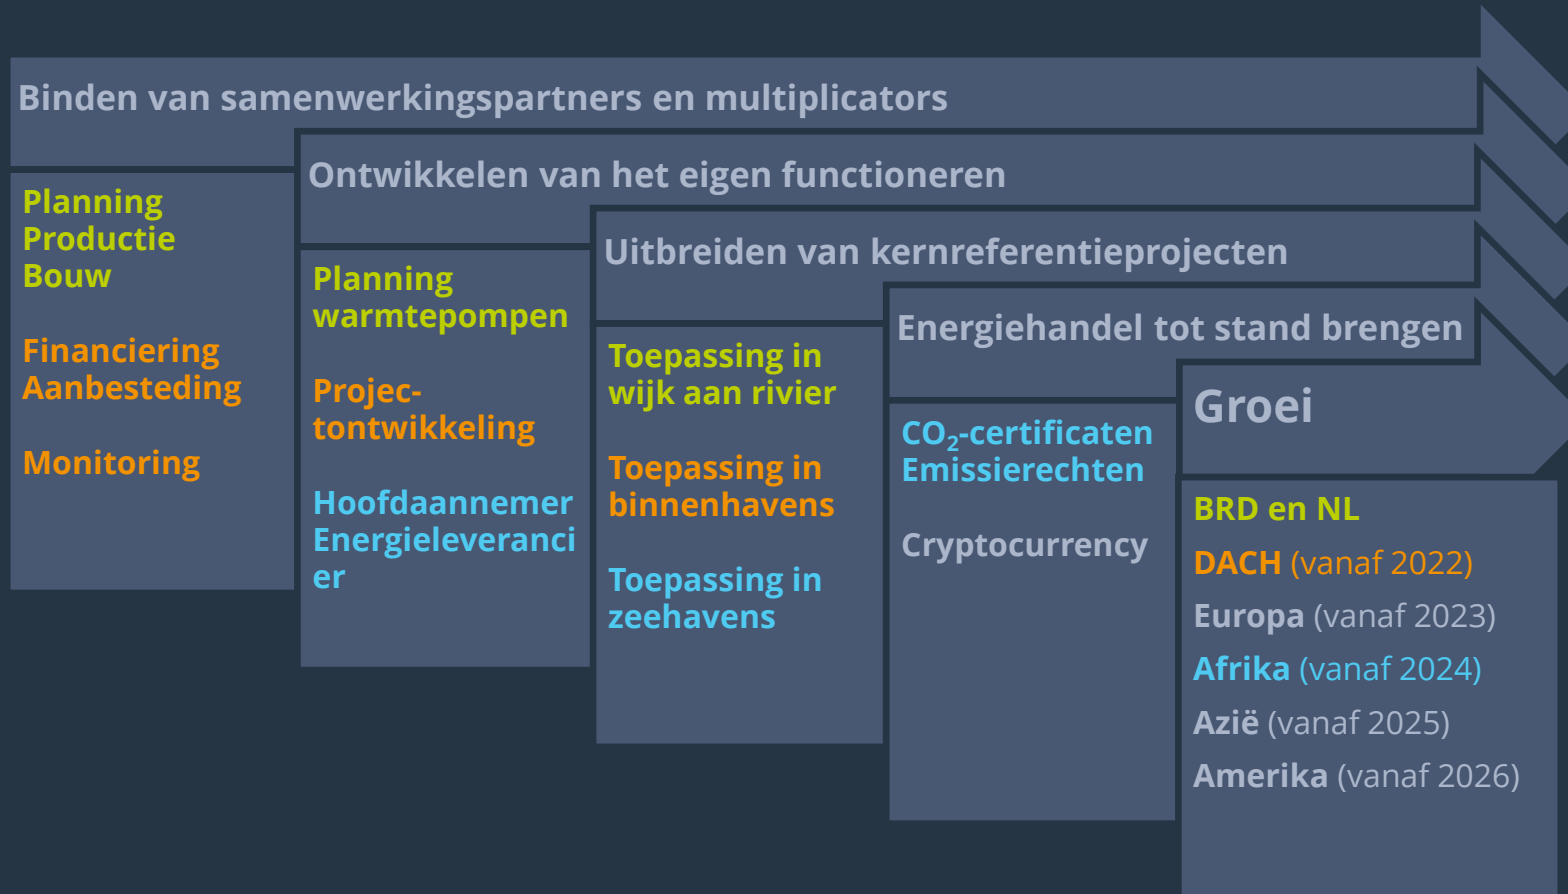 Binden van samenwerkingspartners en multiplicators
Planning
Productie
Bouw
Financiering
Aanbesteding
Monitoring
Ontwikkelen van het eigen functioneren
Planning
warmtepompen
Projec-
tontwikkeling
Hoofdaannemer
Energieleveranci
er
Uitbreiden van kernreferentieprojecten
Toepassing in
wijk aan rivier
Toepassing in
binnenhavens
Toepassing in
zeehavens
Energiehandel tot stand brengen
CO₂-certificaten
Emissierechten
Cryptocurrency
Groei
BRD en NL
DACH (vanaf 2022)
Europa (vanaf 2023)
Afrika (vanaf 2024)
Azië (vanaf 2025)
Amerika (vanaf 2026)